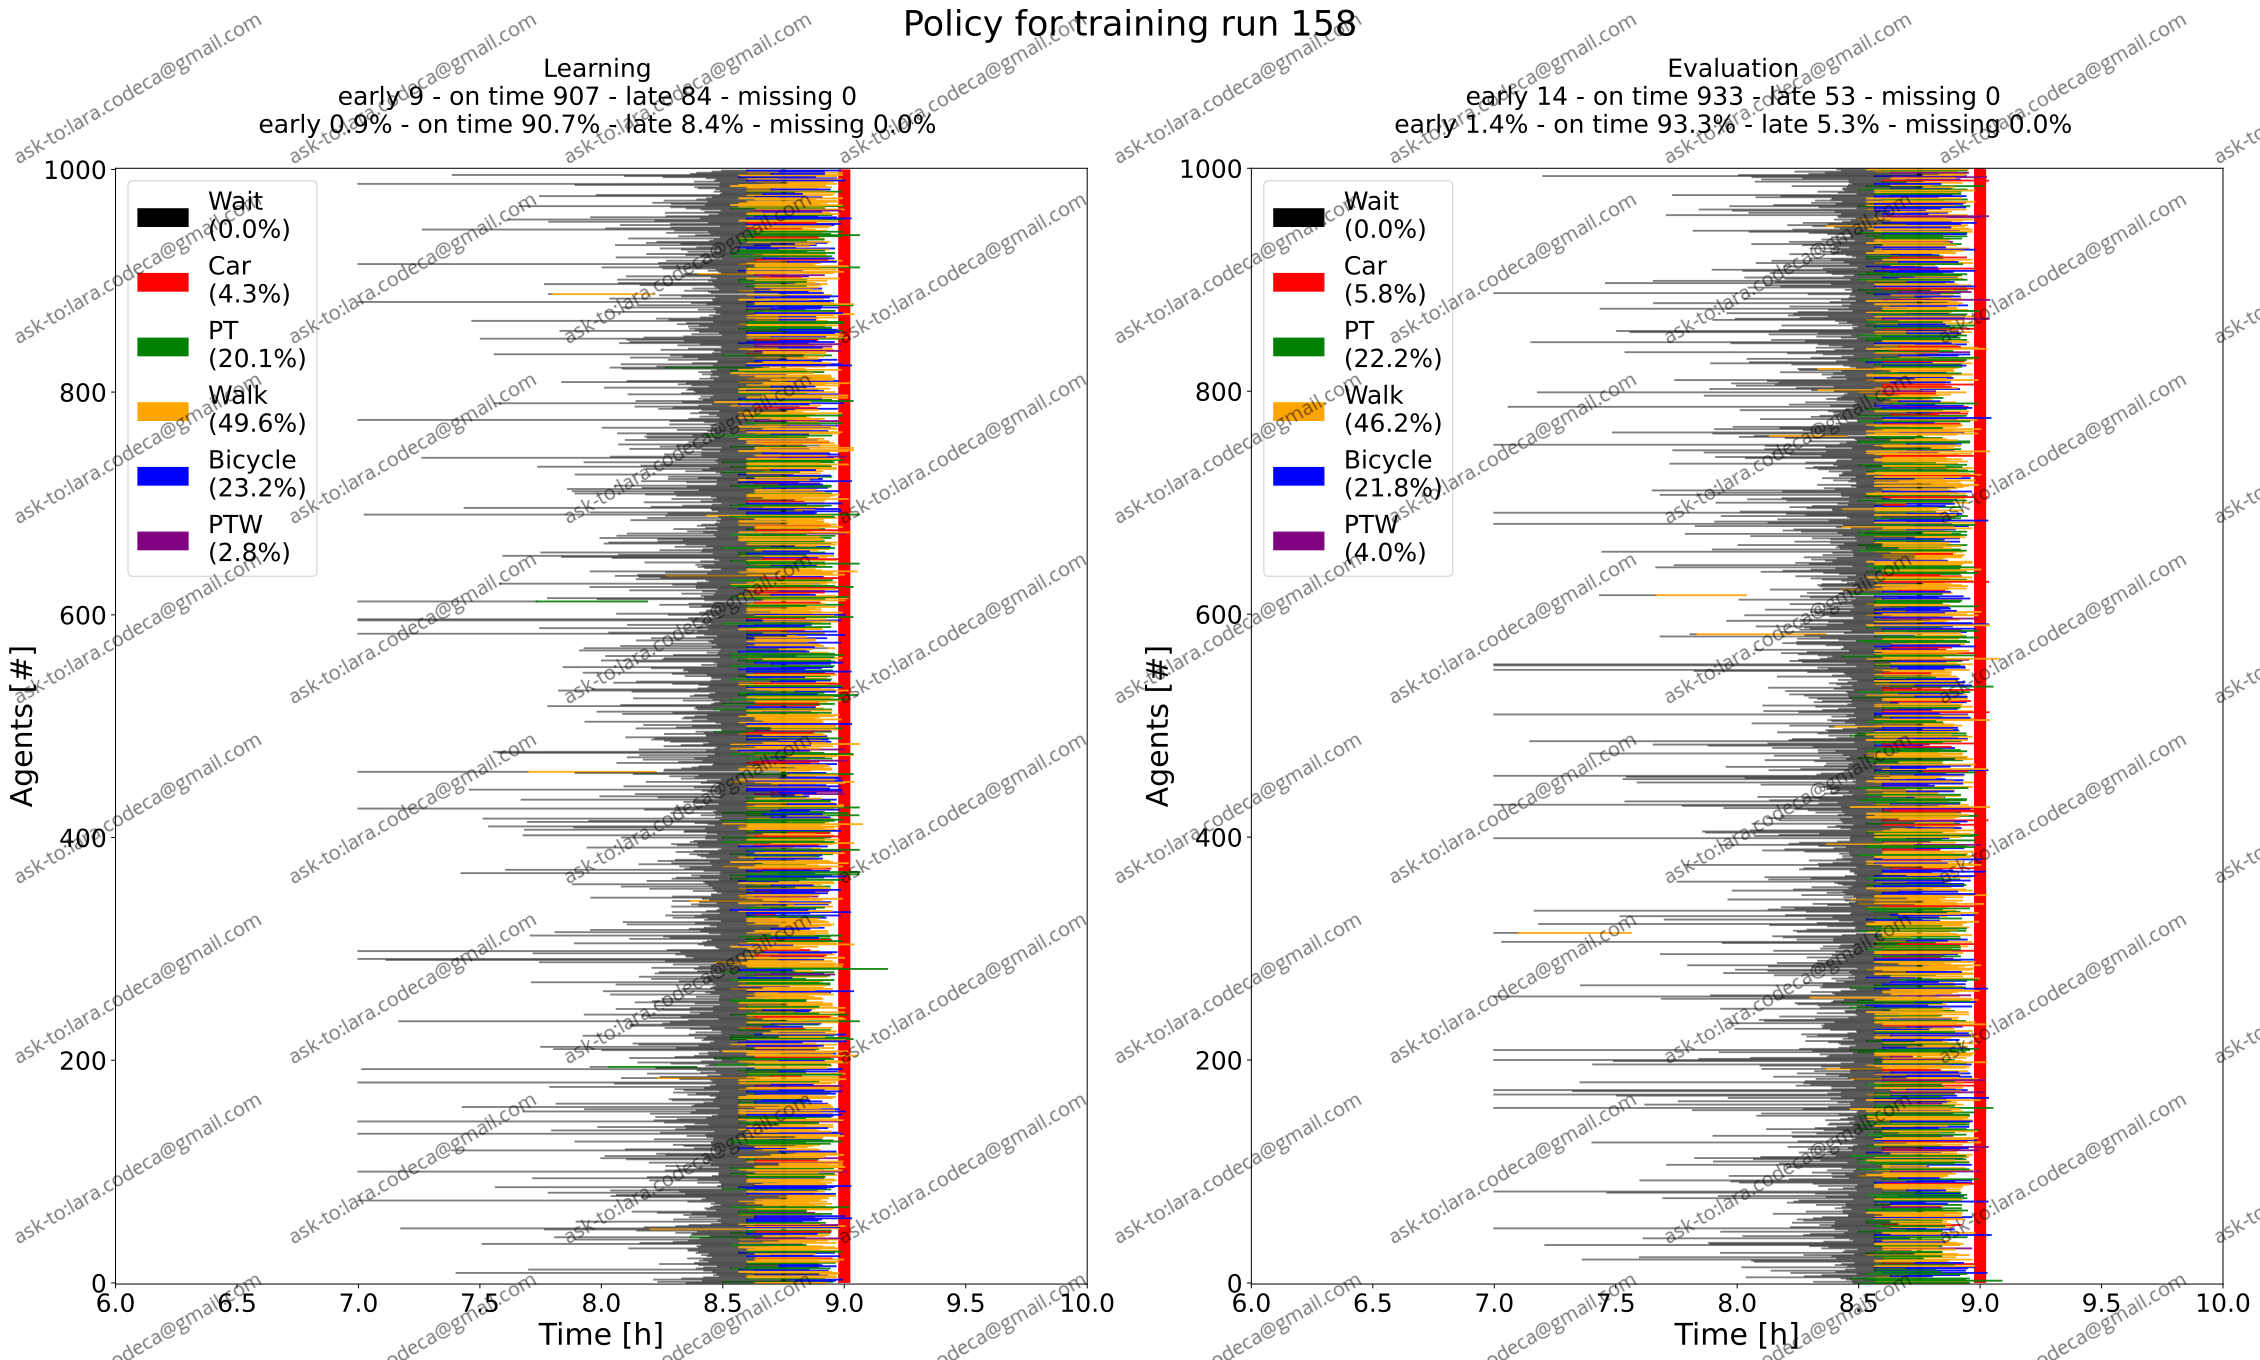 Policy for training run 158
Learning
early 9 - on time 907 - late 84 - missing 0
early 0.9% - on time 90.7% - late 8.4% - missing 0.0%
Agents [#]
1000
800
600
400
200
0
Wait
(0.0%)
Car
(4.3%)
PT
(20.1%)
Walk
(49.6%)
Bicycle
(23.2%)
PTW
(2.8%)
6.0 6.5 7.0 7.5 8.0 8.5 9.0 9.5 10.0
Time [h]
Evaluation
early 14 - on time 933 - late 53 - missing 0
early 1.4% - on time 93.3% - late 5.3% - missing 0.0%
Agents [#]
1000
800
600
400
200
0
Wait
(0.0%)
Car
(5.8%)
PT
(22.2%)
Walk
(46.2%)
Bicycle
(21.8%)
PTW
(4.0%)
6.0 6.5 7.0 7.5 8.0 8.5 9.0 9.5 10.0
Time [h]
ask-to:lara.codeca@gmail.com